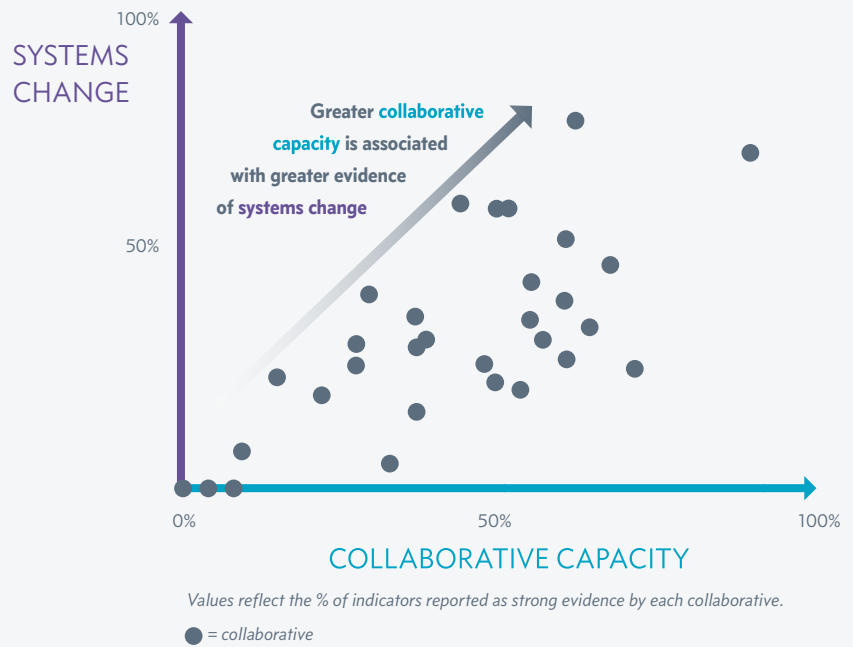 100%
SYSTEMS
CHANGE
Greater collaborative
capacity is associated
with greater evidence
of systems change
50%
0%
50%
100%
COLLABORATIVE CAPACITY
Values reflect the % of indicators reported as strong evidence by each collaborative.
= collaborative